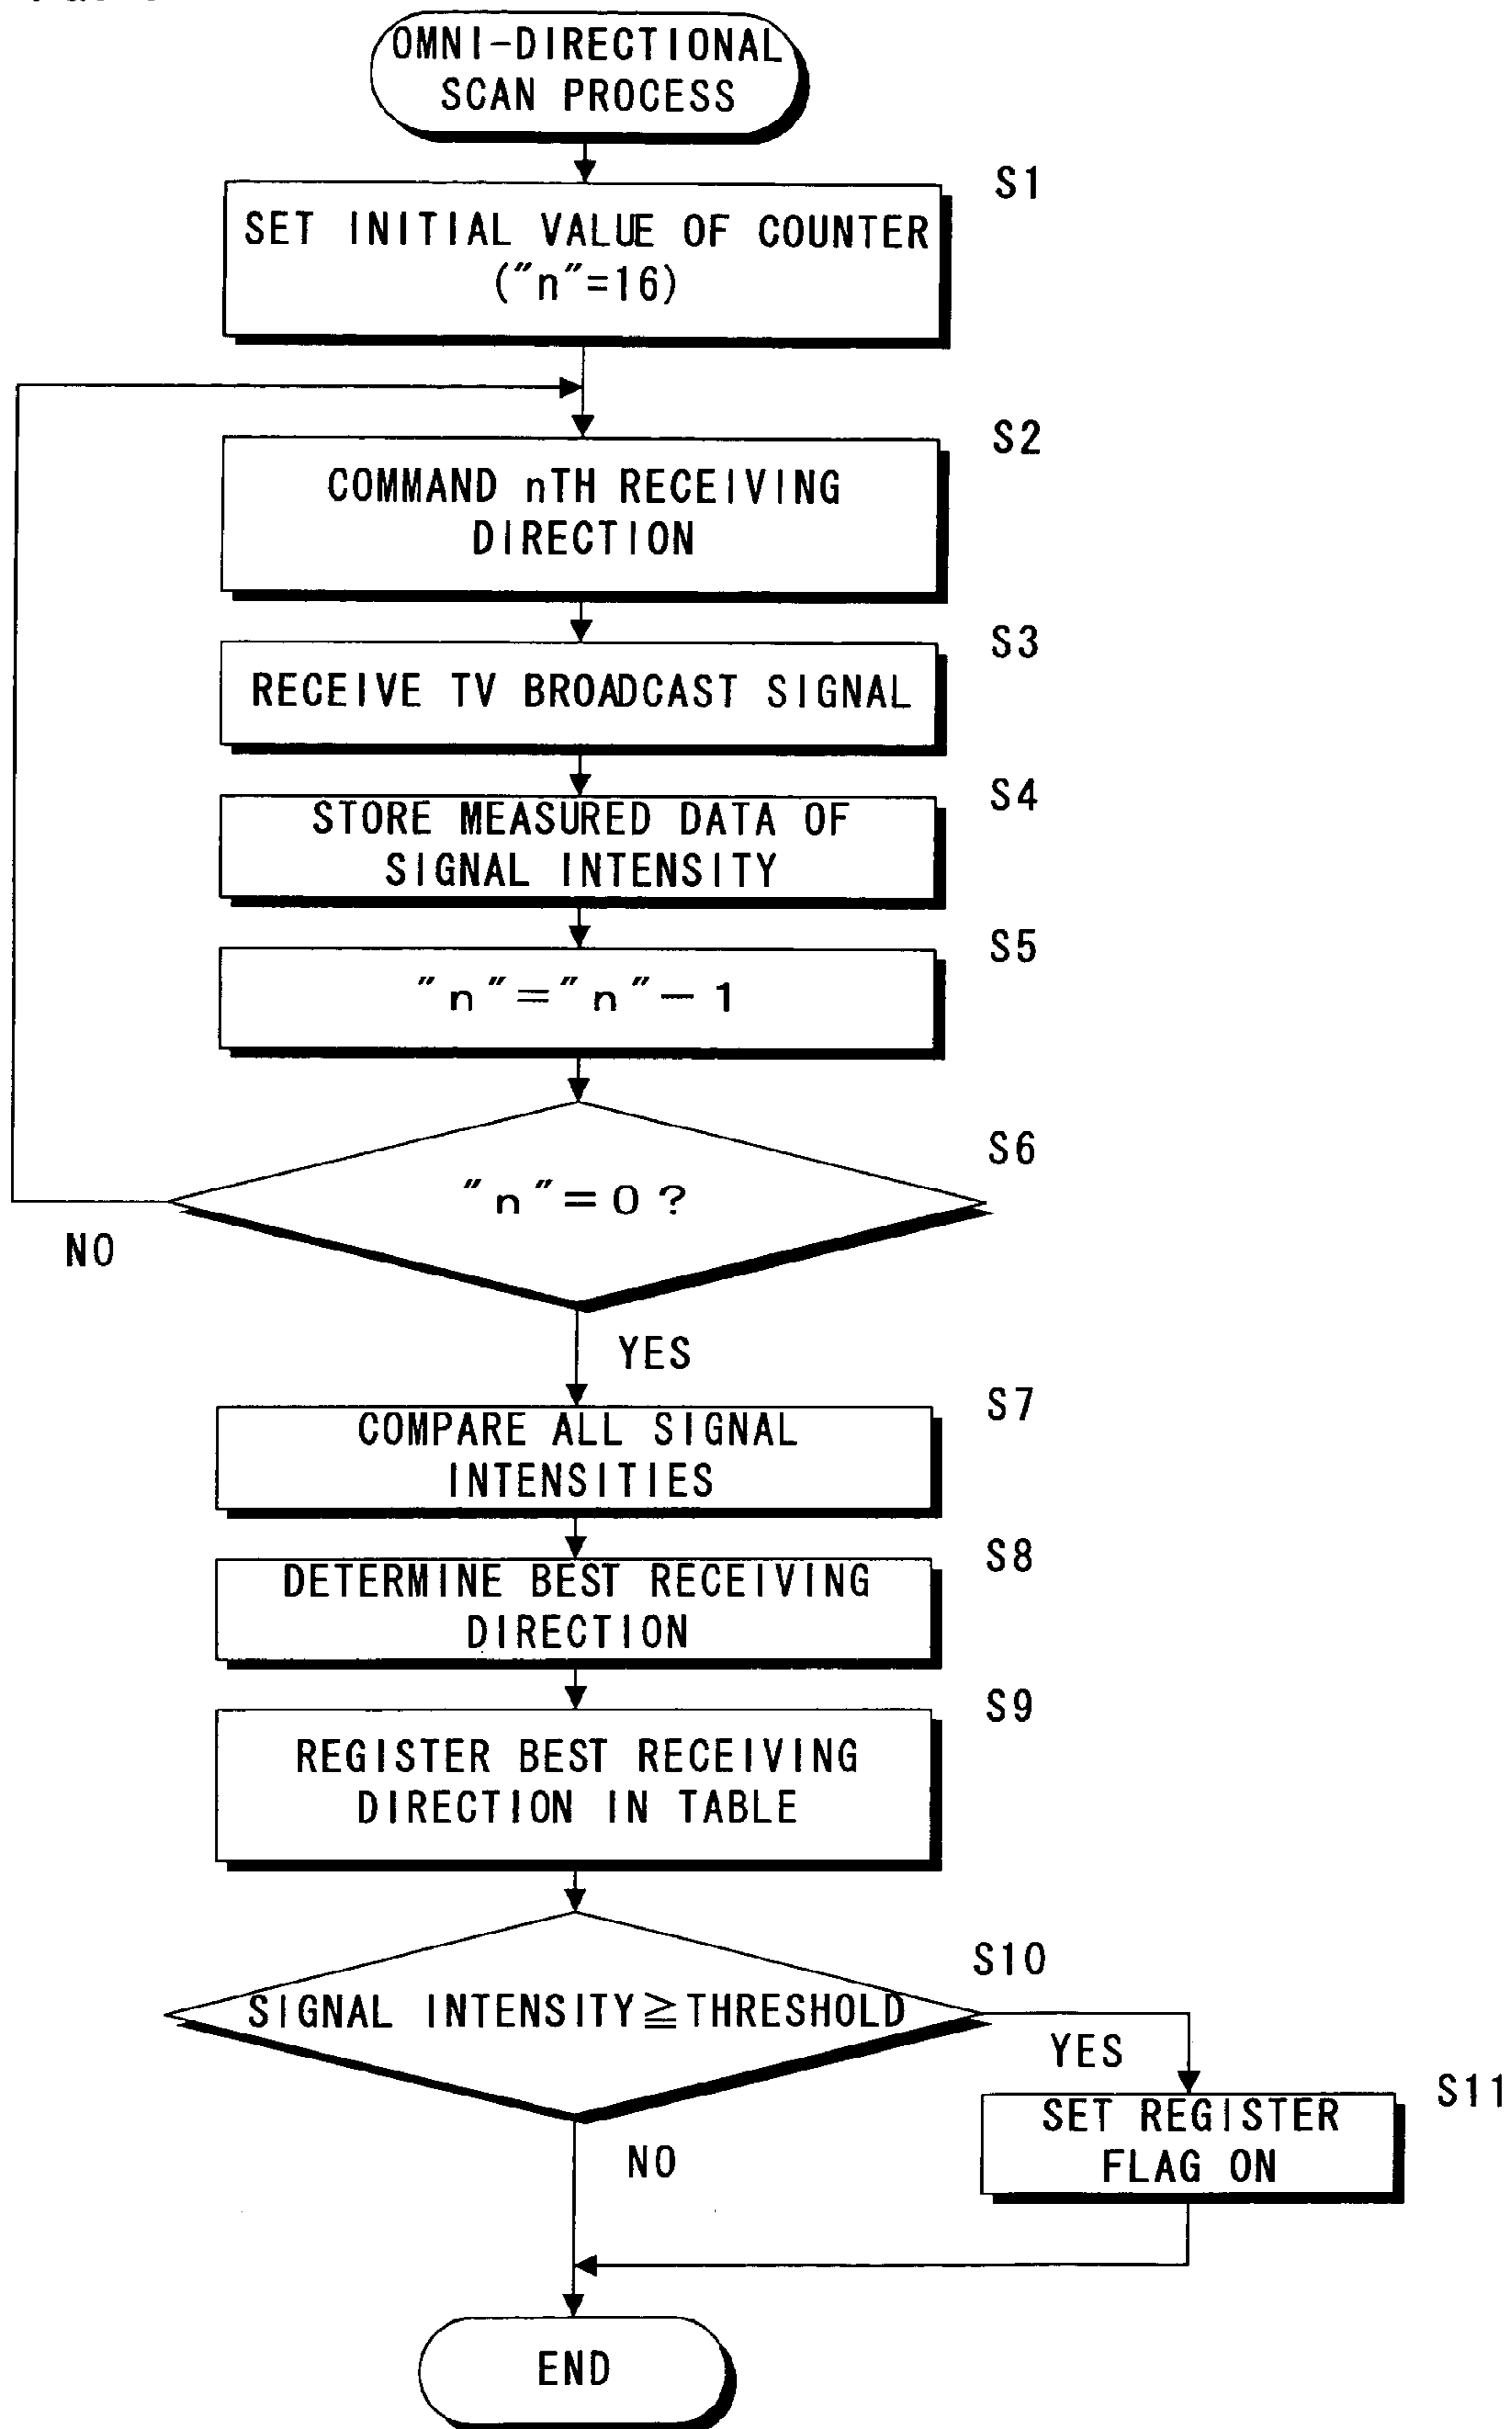 OMNI-DIRECTIONAL
SCAN PROCESS
S1
SET INITIAL VALUE OF COUNTER
("n"=16)
S2
COMMAND nTH RECEIVING
DIRECTION
S3
RECEIVE TV BROADCAST SIGNAL
S4
STORE MEASURED DATA OF
SIGNAL INTENSITY
S5
"n"="n"−1
S6
"n"=0?
NO
YES
S7
COMPARE ALL SIGNAL
INTENSITIES
S8
DETERMINE BEST RECEIVING
DIRECTION
S9
REGISTER BEST RECEIVING
DIRECTION IN TABLE
S10
SIGNAL INTENSITY≧THRESHOLD
YES
S11
SET REGISTER
FLAG ON
NO
END